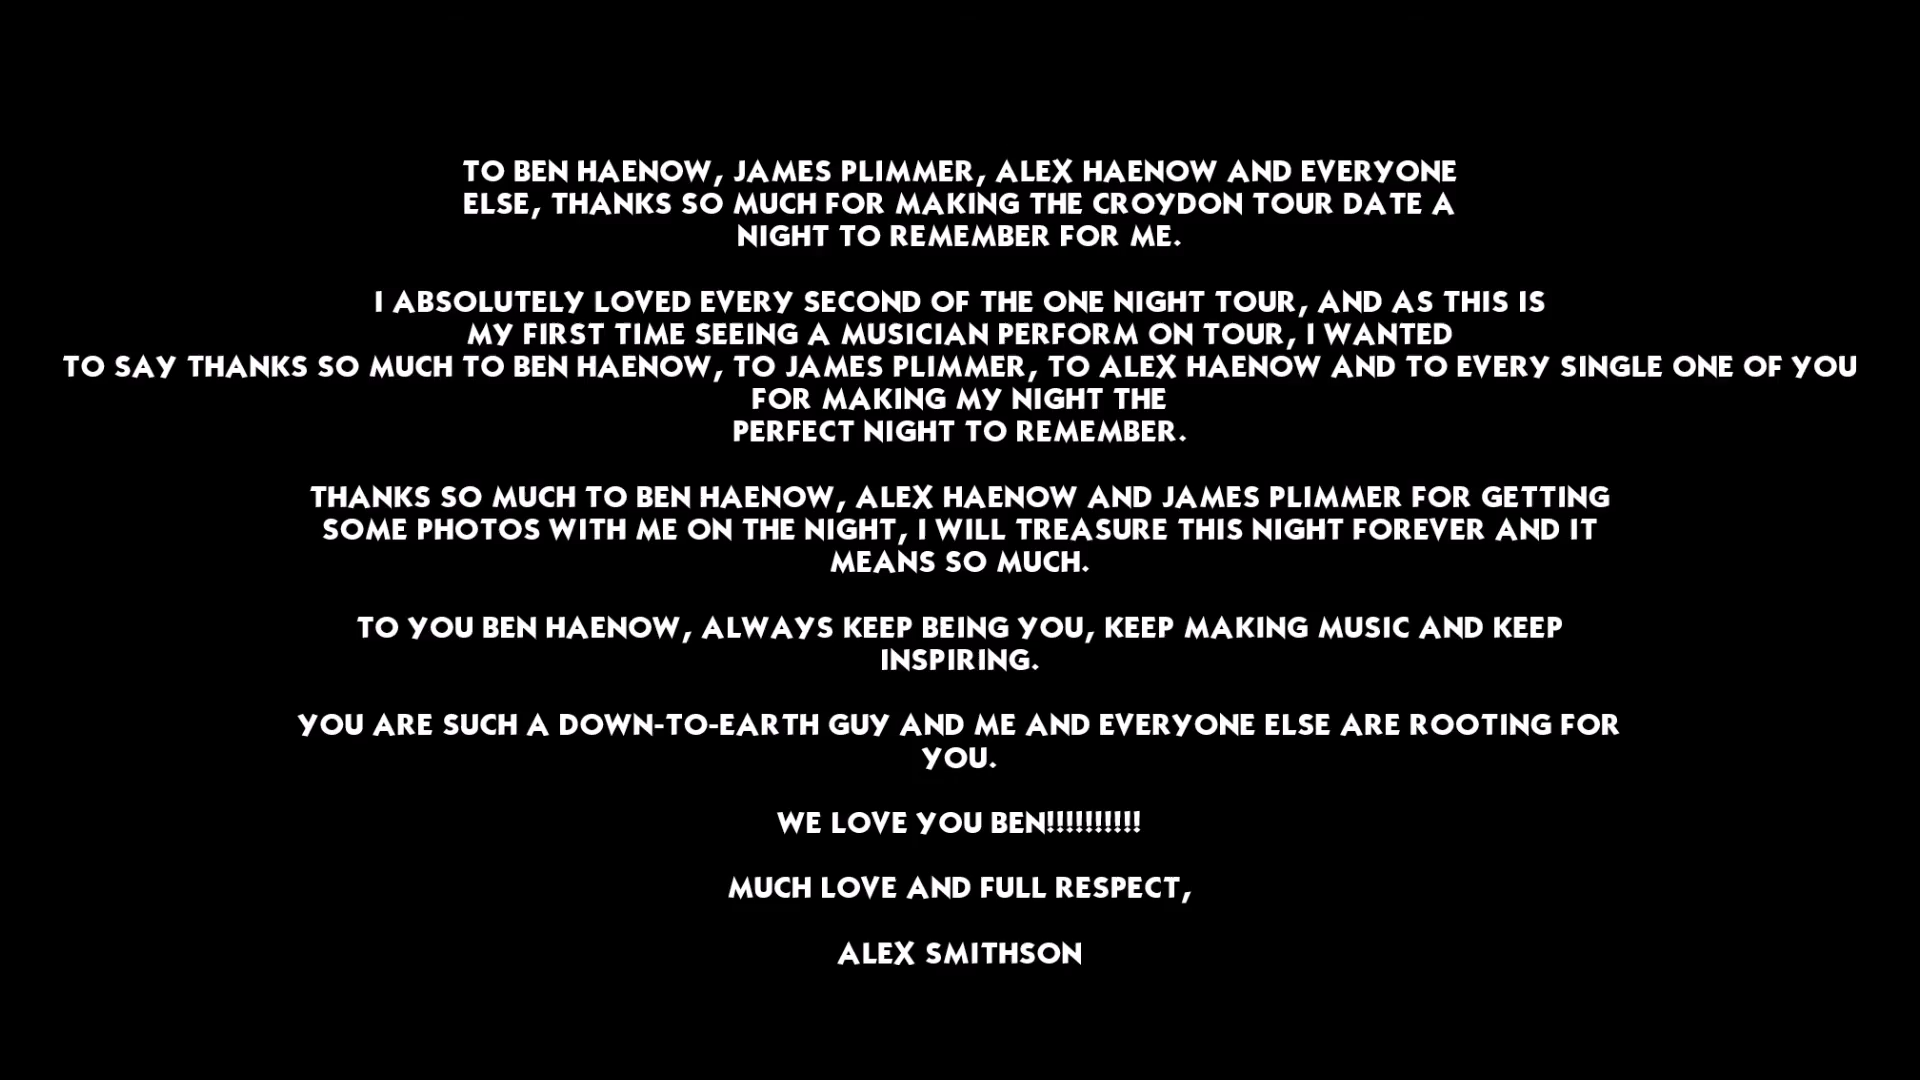 TO BEN HAENOW, JAMES PLIMMER, ALEX HAENOW AND EVERYONE
ELSE, THANKS SO MUCH FOR MAKING THE CROYDON TOUR DATE A
NIGHT TO REMEMBER FOR ME.
I ABSOLUTELY LOVED EVERY SECOND OF THE ONE NIGHT TOUR, AND AS THIS IS
MY FIRST TIME SEEING A MUSICIAN PERFORM ON TOUR, I WANTED
TO SAY THANKS SO MUCH TO BEN HAENOW, TO JAMES PLIMMER, TO ALEX HAENOW AND TO EVERY SINGLE ONE OF YOU
FOR MAKING MY NIGHT THE
PERFECT NIGHT TO REMEMBER.
THANKS SO MUCH TO BEN HAENOW, ALEX HAENOW AND JAMES PLIMMER FOR GETTING
SOME PHOTOS WITH ME ON THE NIGHT, I WILL TREASURE THIS NIGHT FOREVER AND IT
MEANS SO MUCH.
TO YOU BEN HAENOW, ALWAYS KEEP BEING YOU, KEEP MAKING MUSIC AND KEEP
INSPIRING.
YOU ARE SUCH A DOWN-TO-EARTH GUY AND ME AND EVERYONE ELSE ARE ROOTING FOR
YOU.
WE LOVE YOU BEN!!!!!!!!!!
MUCH LOVE AND FULL RESPECT,
ALEX SMITHSON